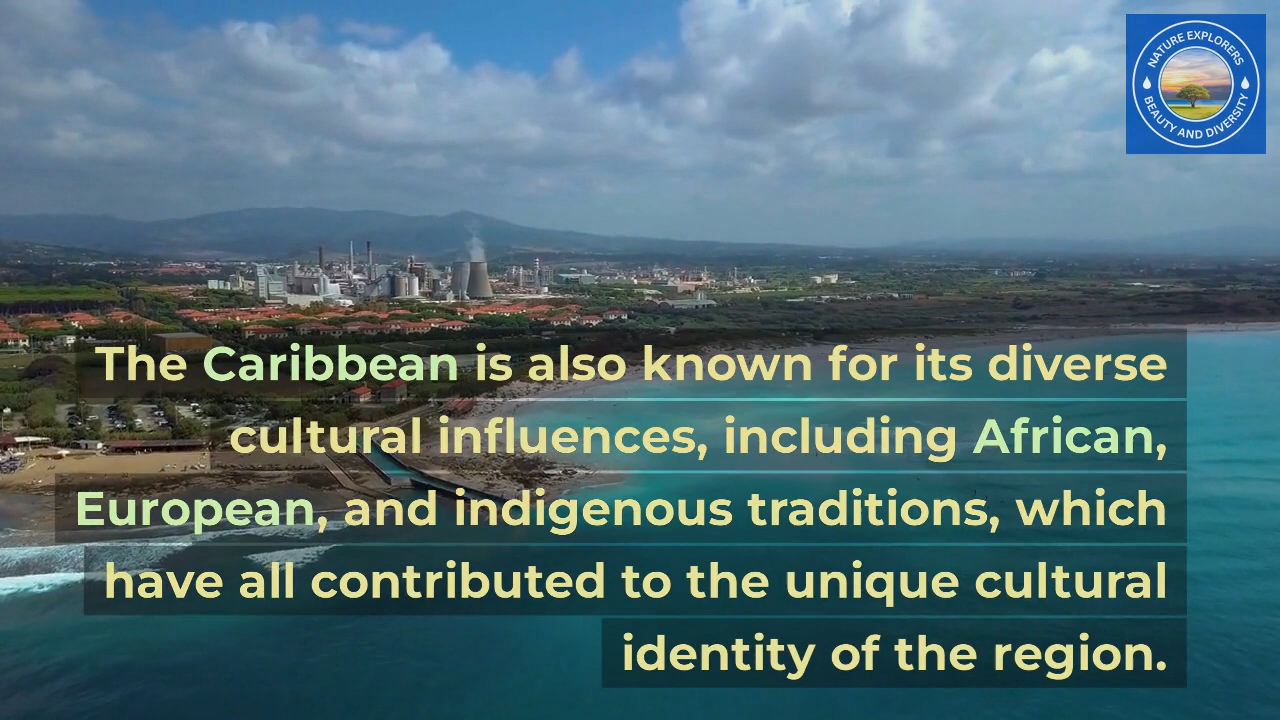 NATURE EXPLORERS
BEAUTY AND DIVERSITY
The Caribbean is also known for its diverse
cultural influences, including African,
European, and indigenous traditions, which
have all contributed to the unique cultural
identity of the region.